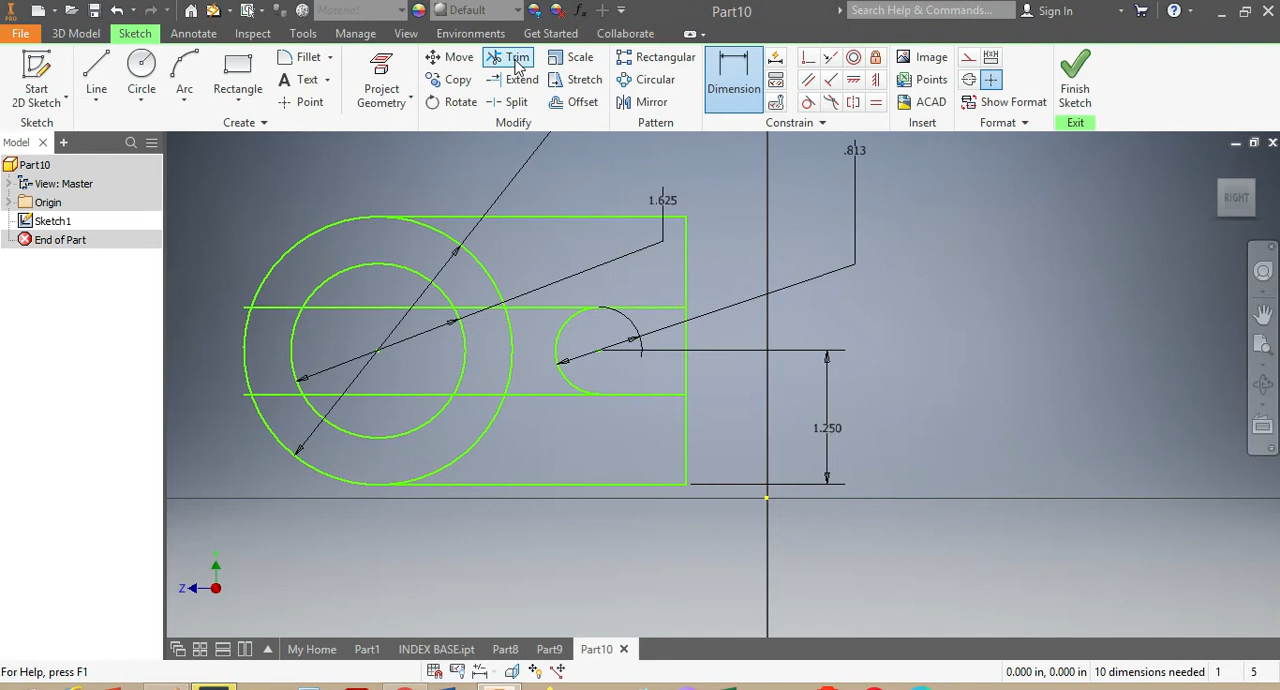 PRO
Material
Default
Part10
Search Help & Commands...
Sign In
File
3D Model
Sketch
Annotate
Inspect
Tools
Manage
View
Environments
Get Started
Collaborate
Start
2D Sketch
Line
Circle
Arc
Rectangle
Fillet
Text
Point
Project
Geometry
Move
Copy
Rotate
Trim
Extend
Split
Scale
Stretch
Offset
Rectangular
Circular
Mirror
Dimension
Image
Points
ACAD
Show Format
Finish
Sketch
Sketch
Create
Modify
Pattern
Constrain
Insert
Format
Exit
Model
Part10
View: Master
Origin
Sketch1
End of Part
.813
1.625
1.250
RIGHT
Z
My Home
Part1
INDEX BASE.ipt
Part8
Part9
Part10
For Help, press F1
0.000 in, 0.000 in
10 dimensions needed
1
5